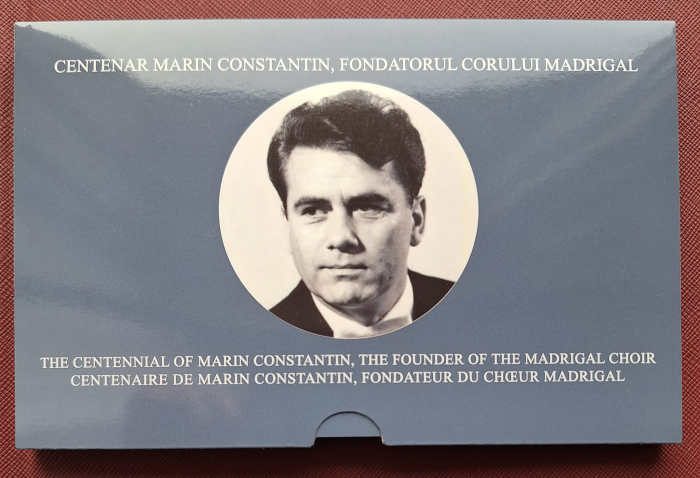 CENTENAR MARIN CONSTANTIN, FONDATORUL CORULUI MADRIGAL
THE CENTENNIAL OF MARIN CONSTANTIN, THE FOUNDER OF THE MADRIGAL CHOIR
CENTENAIRE DE MARIN CONSTANTIN, FONDATEUR DU CHŒUR MADRIGAL